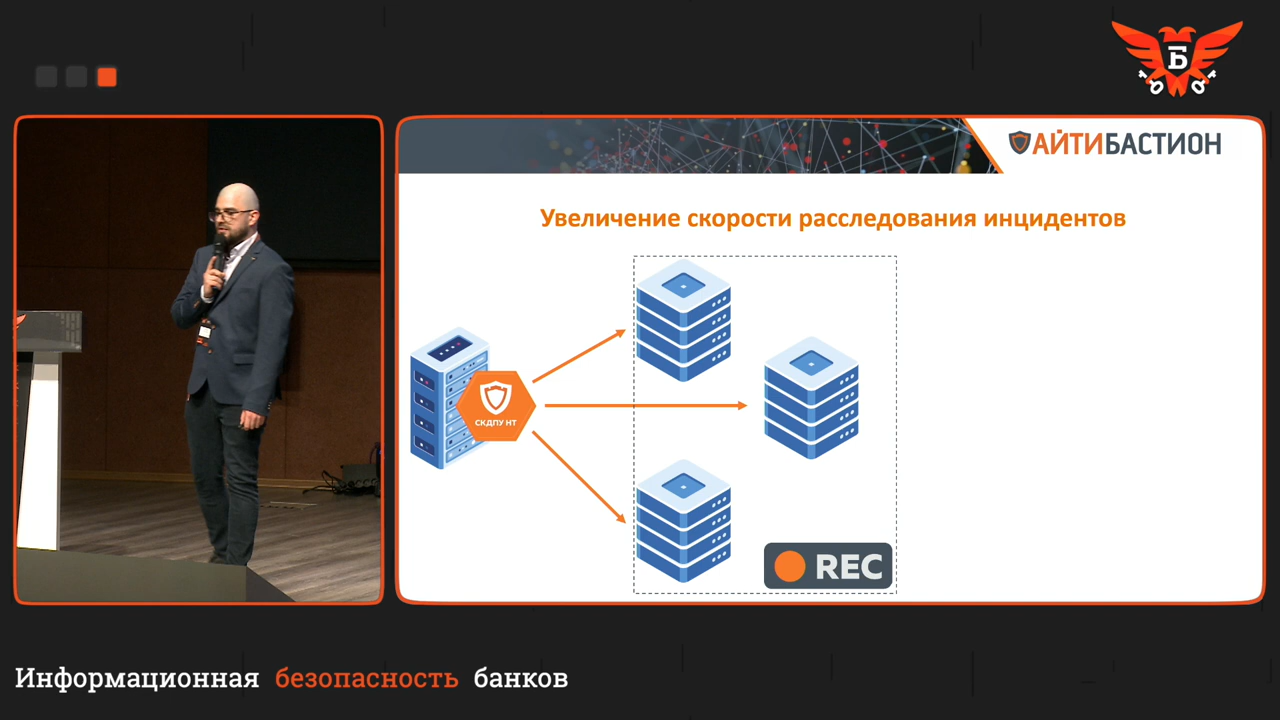 Б
АЙТИБАСТИОН
Увеличение скорости расследования инцидентов
СКДПУ НТ
REC
Информационная безопасность банков